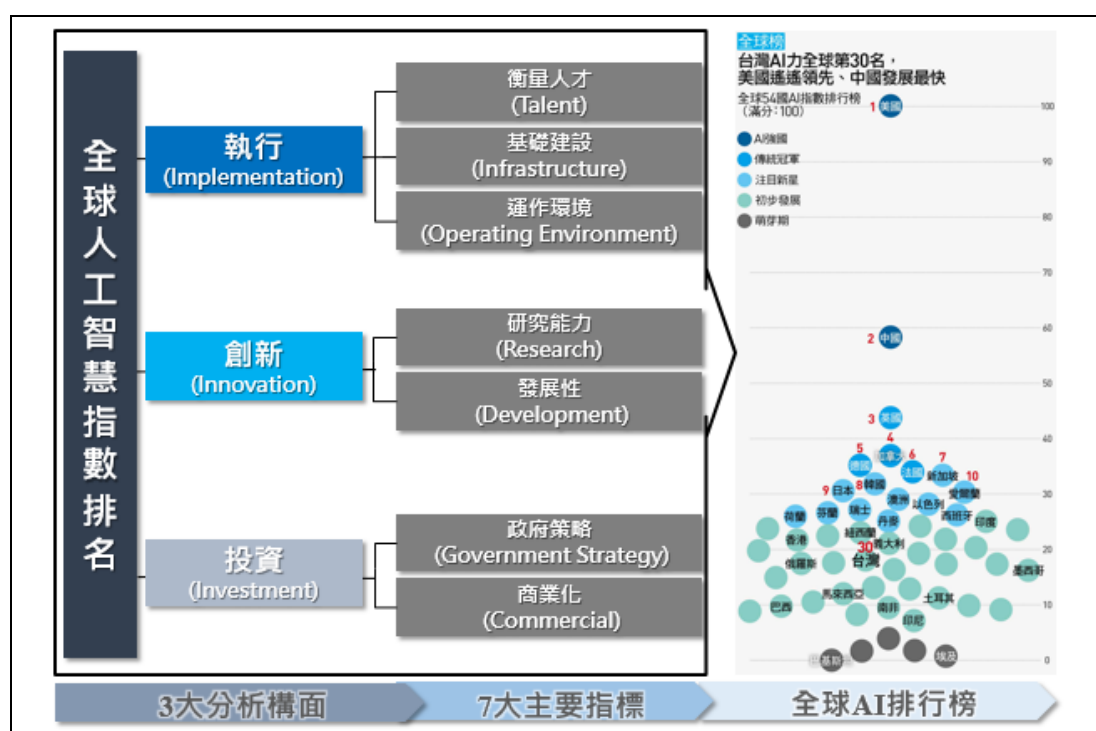 全球人工智慧指數排名
執行
(Implementation)
衡量人才
(Talent)
基礎建設
(Infrastructure)
運作環境
(Operating Environment)
創新
(Innovation)
研究能力
(Research)
發展性
(Development)
投資
(Investment)
政府策略
(Government Strategy)
商業化
(Commercial)
全球榜
台灣AI力全球第30名，
美國遙遙領先、中國發展最快
全球54國AI指數排行榜
（滿分：100）
AI強國
傳統冠軍
注目新星
初步發展
萌芽期
1 美國
100
90
80
70
60
2 中國
50
3 英國
40
4
5 德國
6 法國
7 新加坡
8 韓國
9 日本
10 愛爾蘭
30
澳洲
以色列
荷蘭
芬蘭
瑞士
丹麥
西班牙
印度
香港
紐西蘭
義大利
20
30 台灣
俄羅斯
墨西哥
馬來西亞
土耳其
巴西
南非
10
印尼
埃及
0
3大分析構面
7大主要指標
全球AI排行榜